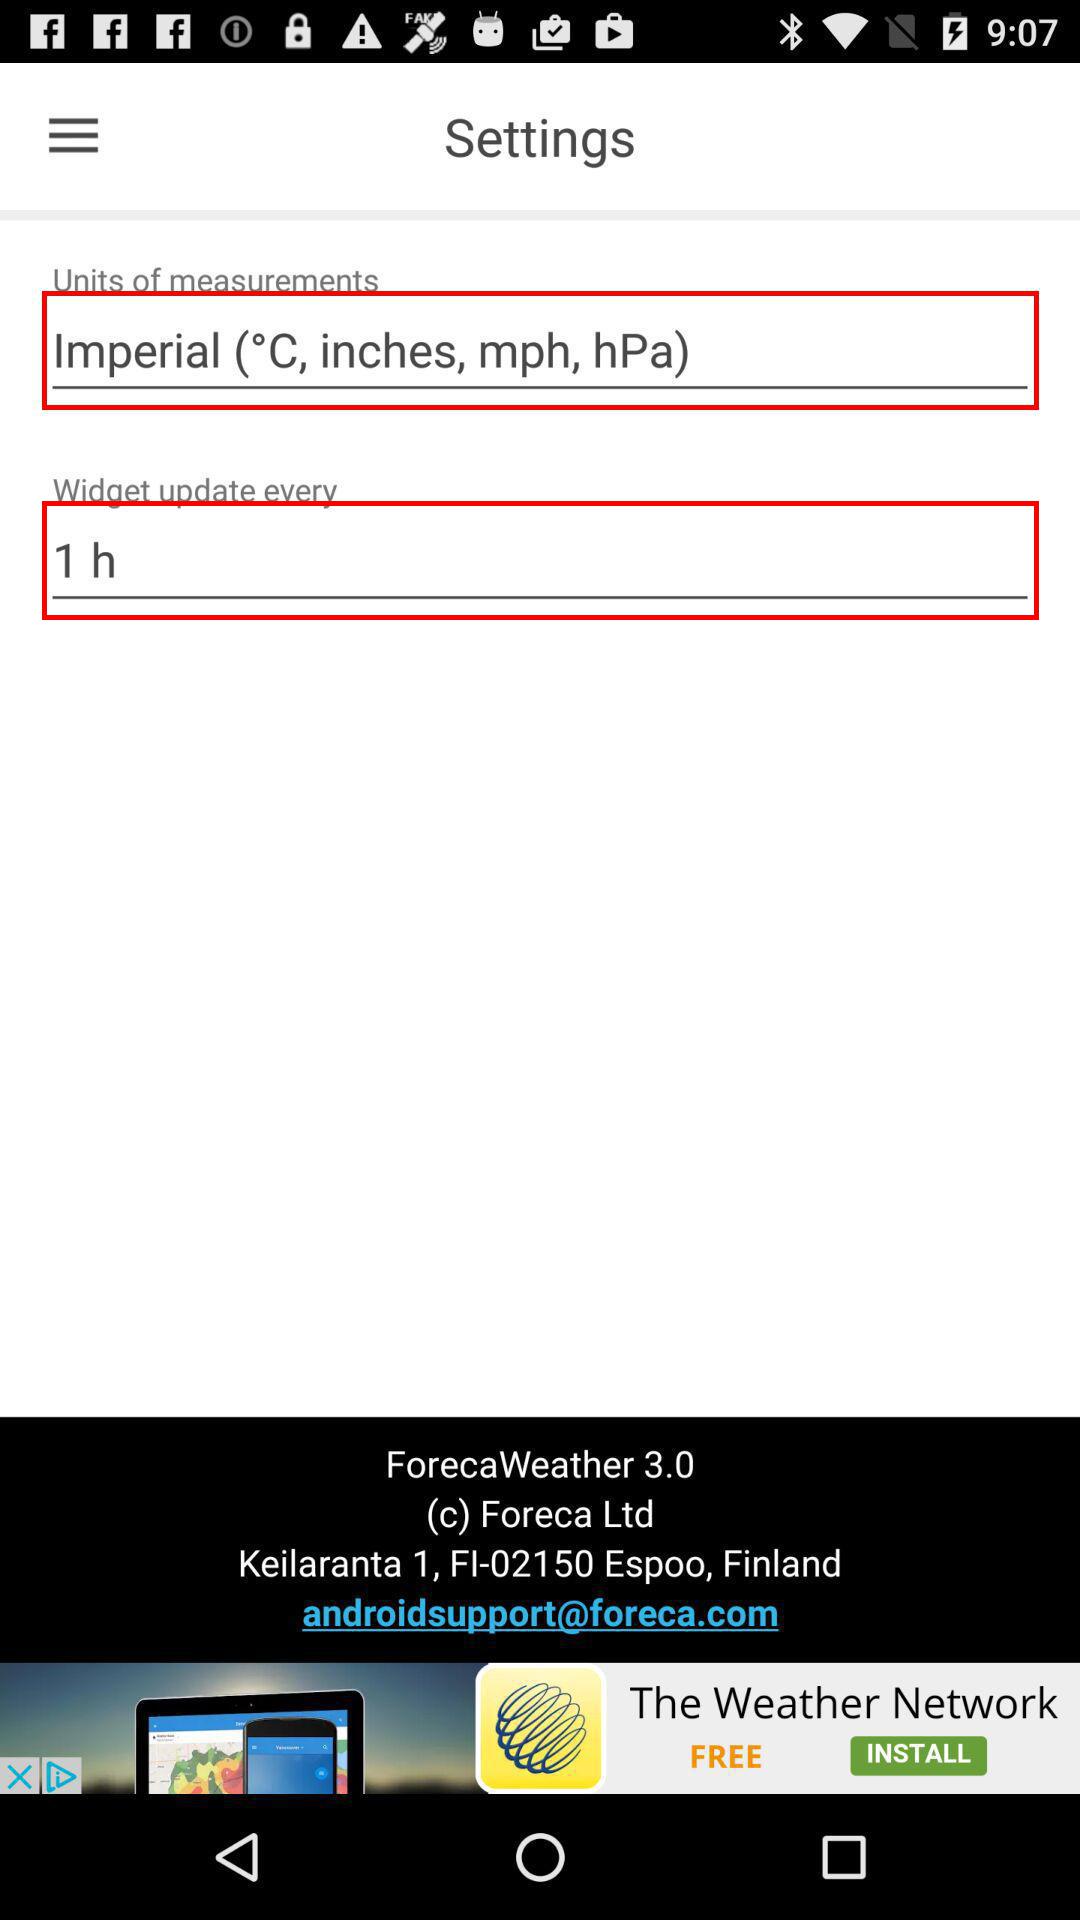 FAKE
9:07
Settings
Units of measurements
Imperial (°C, inches, mph, hPa)
Widget update every
1 h
ForecaWeather 3.0
(c) Foreca Ltd
Keilaranta 1, FI-02150 Espoo, Finland
androidsupport@foreca.com
The Weather Network
FREE
INSTALL